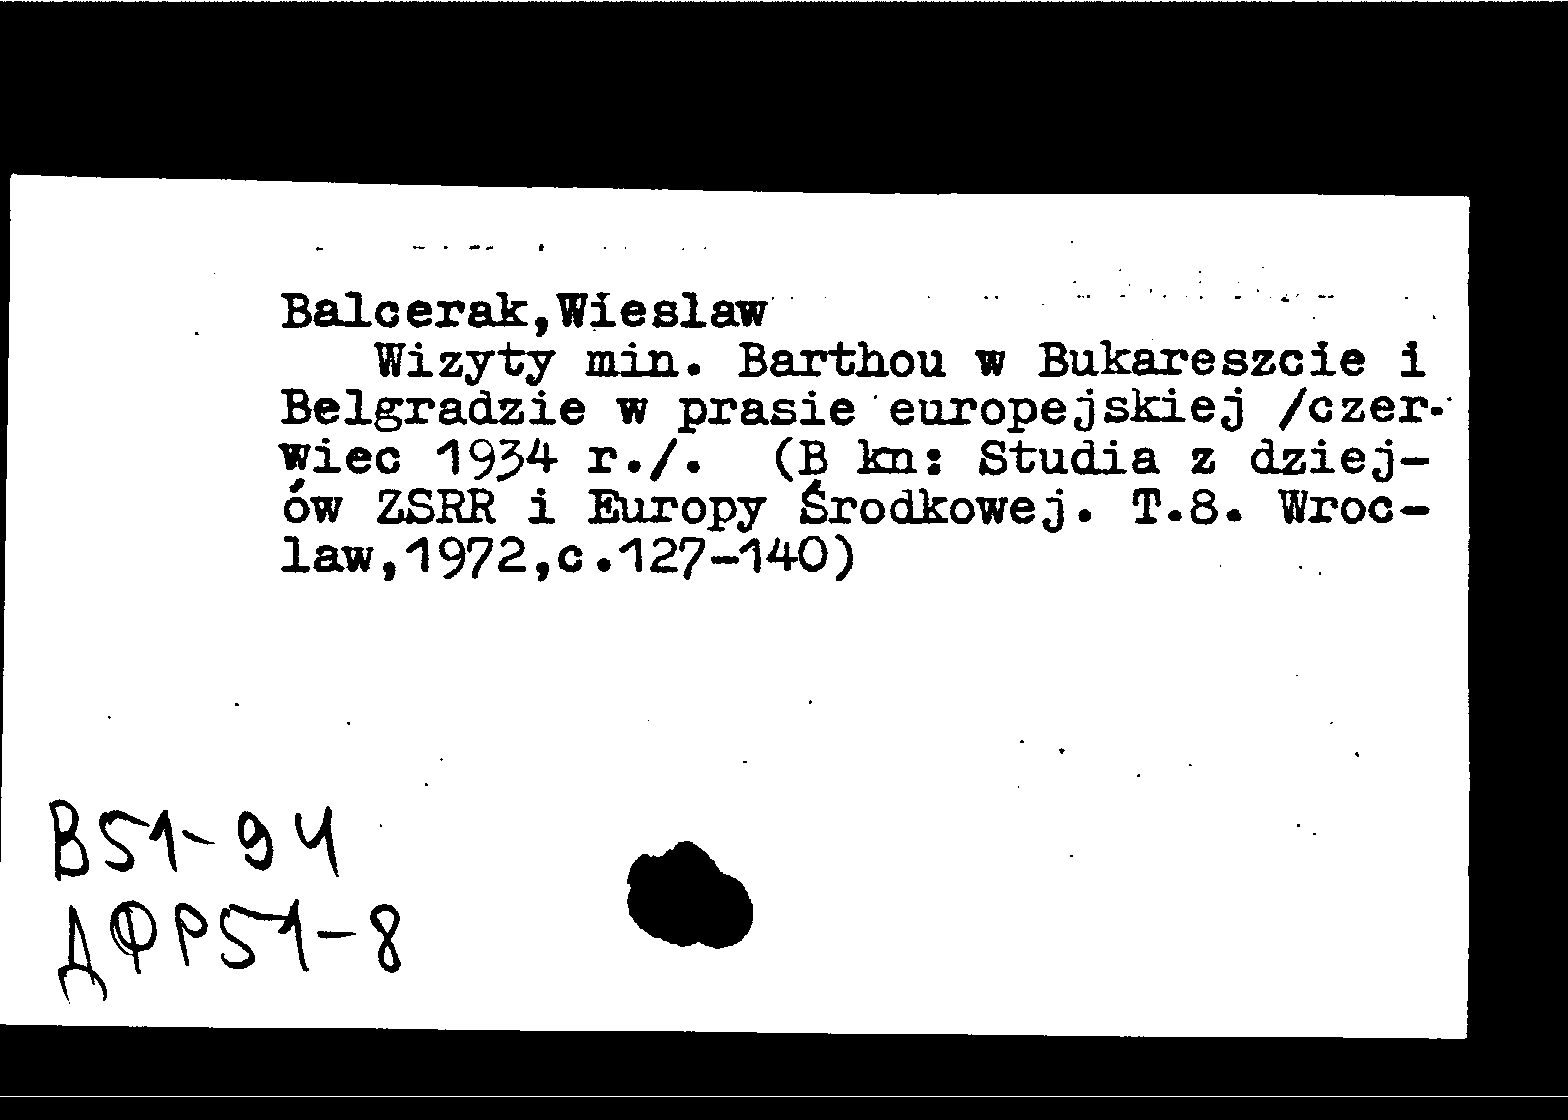 Balcerak,Wieslaw
Wizyty min. Barthou w Bukareszcie i
Belgradzie w prasie europejskiej /czer-
wiec 1934 r./. (В kn: Studia z dziej-
ów ZSRR i Europy Środkowej. T.8. Wroc-
law,1972,с.127-140)
В51-94
ДФР51-8